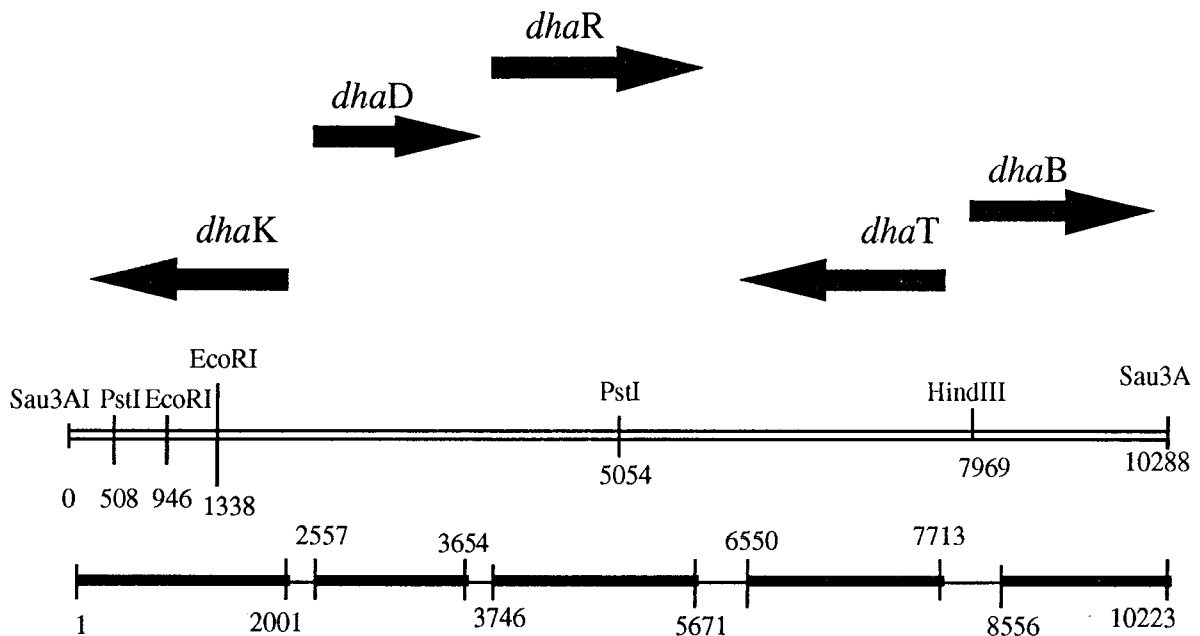 dhaR
dhaD
dhaB
dhaK dhaT
EcoRI
Sau3AI PstI EcoRI PstI HindIII Sau3A
0 508 946 1338 5054 7969 10288
2557 3654 6550 7713
1 2001 3746 5671 8556 10223